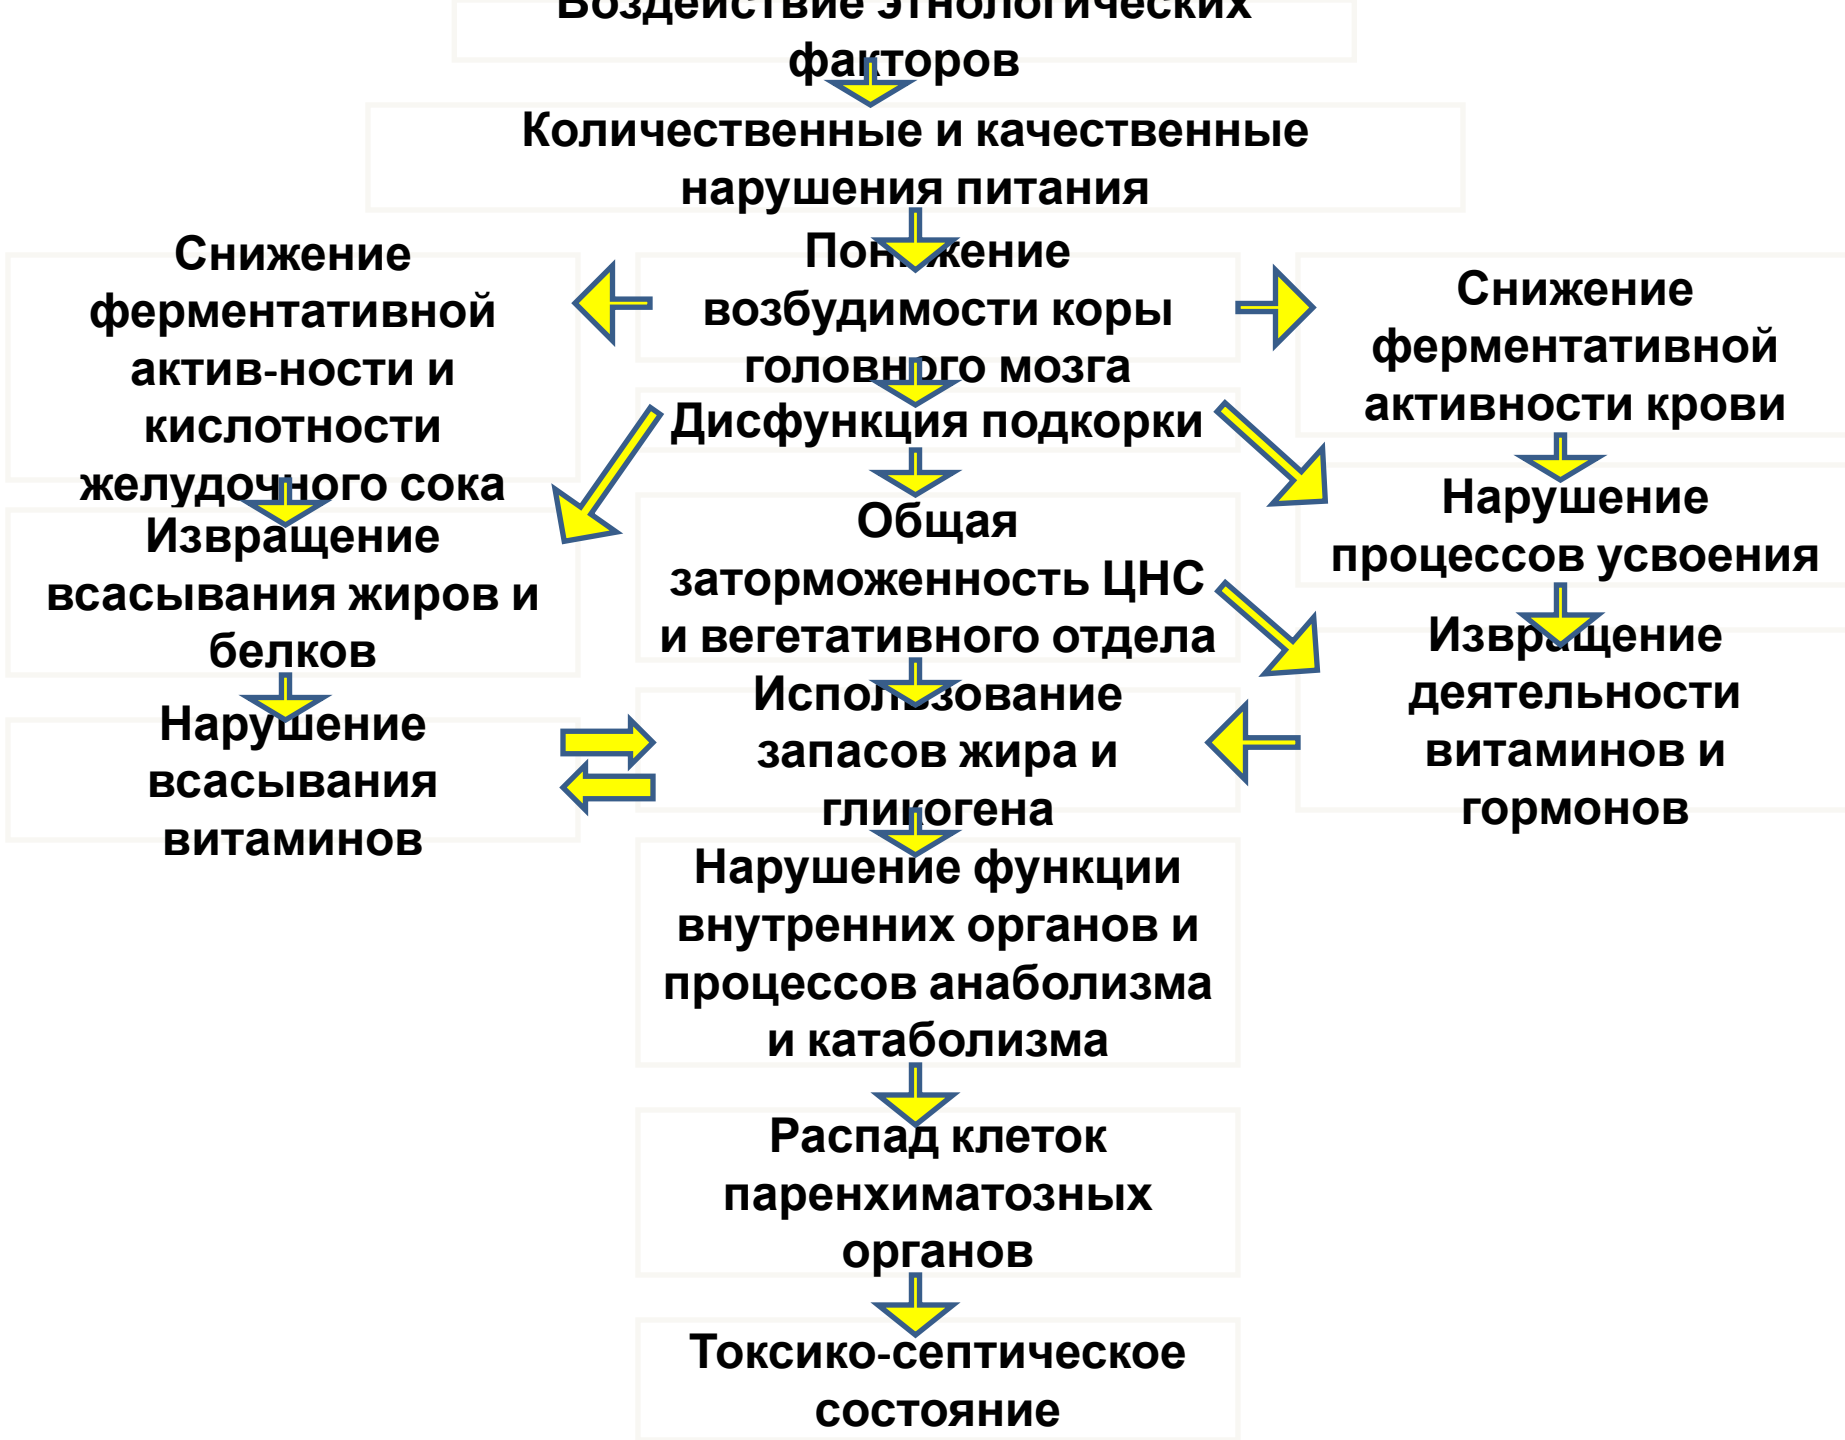 Воздействие этнологических
факторов
Количественные и качественные
нарушения питания
Снижение
ферментативной
актив-ности и
кислотности
желудочного сока
Понижение
возбудимости коры
головного мозга
Снижение
ферментативной
активности крови
Дисфункция подкорки
Извращение
всасывания жиров и
белков
Общая
заторможенность ЦНС
и вегетативного отдела
Нарушение
процессов усвоения
Нарушение
всасывания
витаминов
Использование
запасов жира и
гликогена
Извращение
деятельности
витаминов и
гормонов
Нарушение функции
внутренних органов и
процессов анаболизма
и катаболизма
Распад клеток
паренхиматозных
органов
Токсико-септическое
состояние